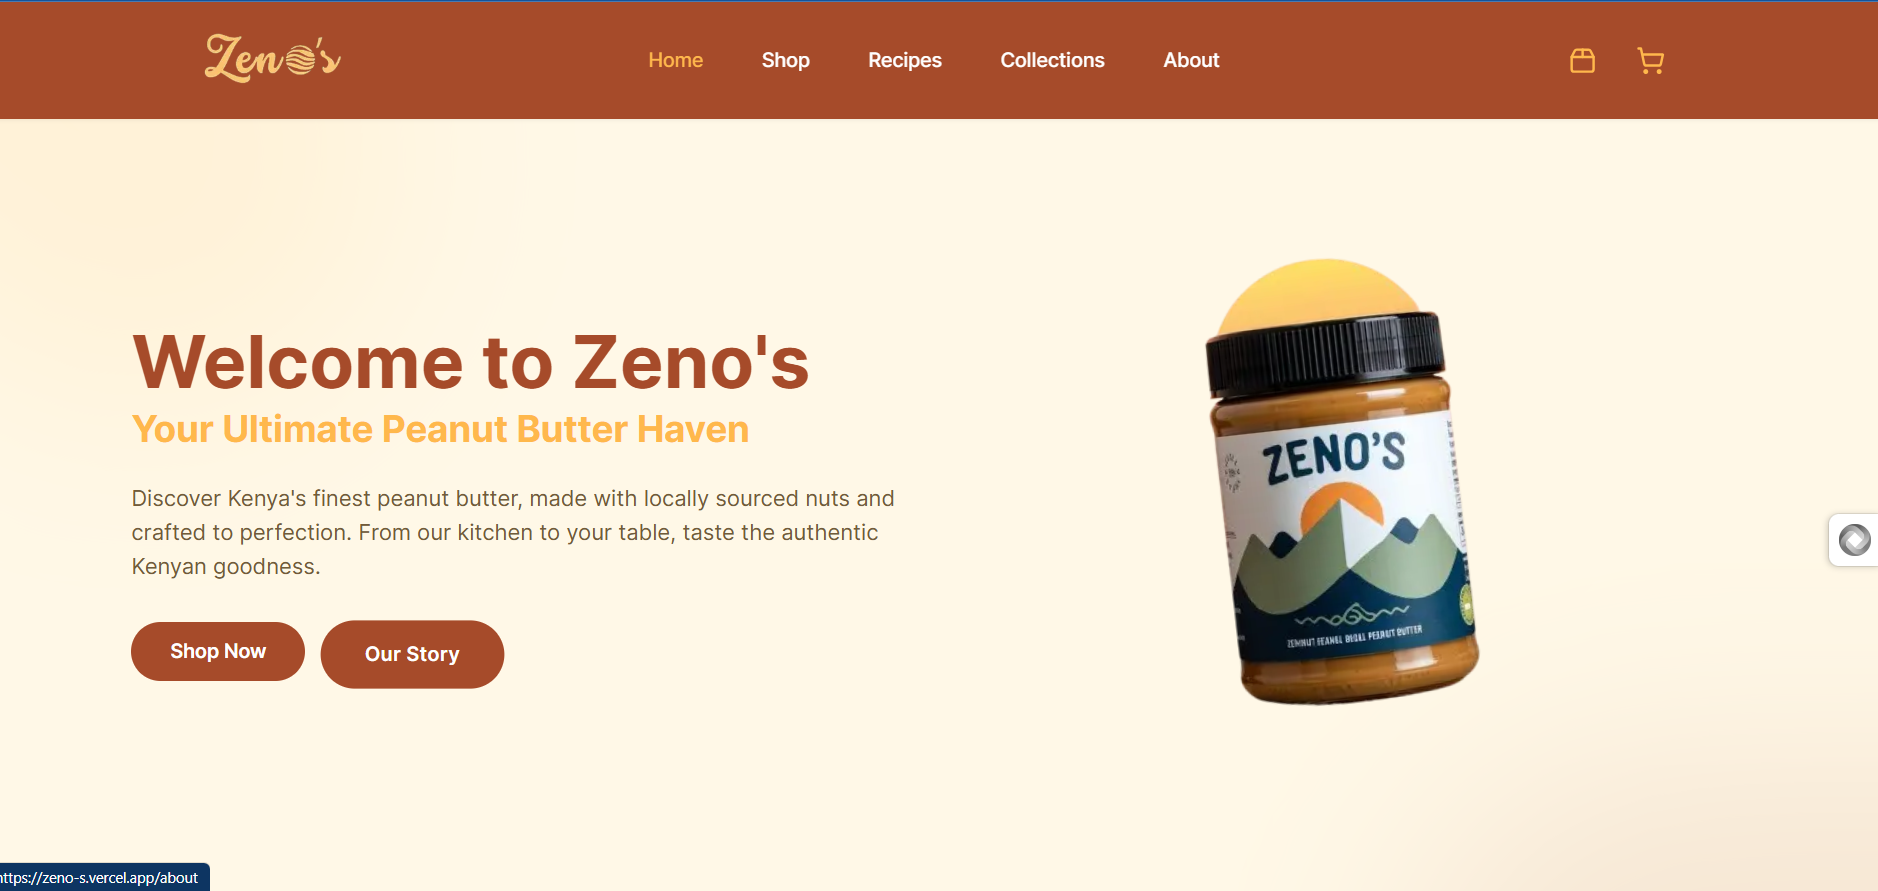 Zeno's
Home
Shop
Recipes
Collections
About
Welcome to Zeno's
Your Ultimate Peanut Butter Haven
Discover Kenya's finest peanut butter, made with locally sourced nuts and
crafted to perfection. From our kitchen to your table, taste the authentic
Kenyan goodness.
Shop Now
Our Story
ZENO'S
https://zeno-s.vercel.app/about